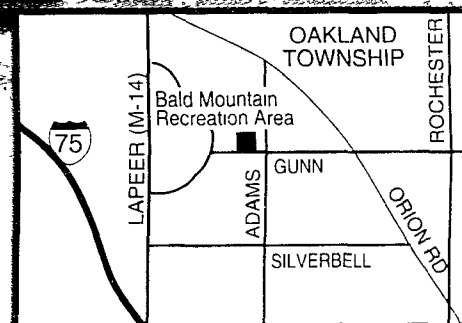 OAKLAND
TOWNSHIP
ROCHESTER
Bald Mountain
Recreation Area
75
LAPEER (M-14)
GUNN
ADAMS
ORION RD
SILVERBELL